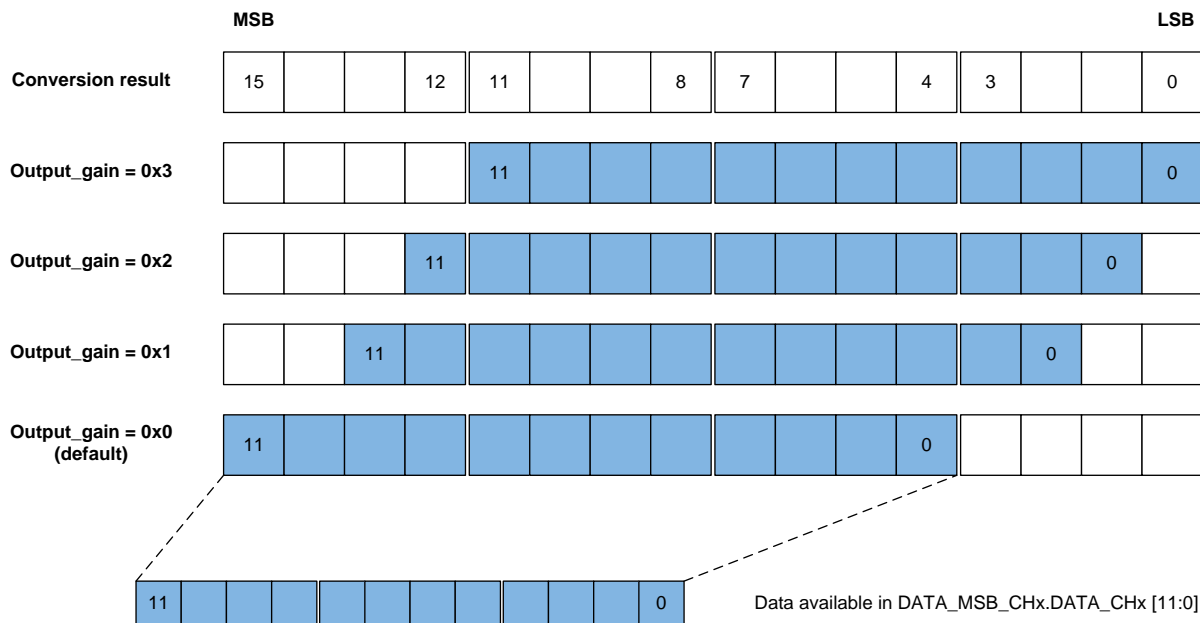 MSB LSB
Conversion result 15 12 11 8 7 4 3 0
Output_gain = 0x3 11 0
Output_gain = 0x2 11 0
Output_gain = 0x1 11 0
Output_gain = 0x0 11 0
(default)
11 0 Data available in DATA_MSB_CHx.DATA_CHx [11:0]